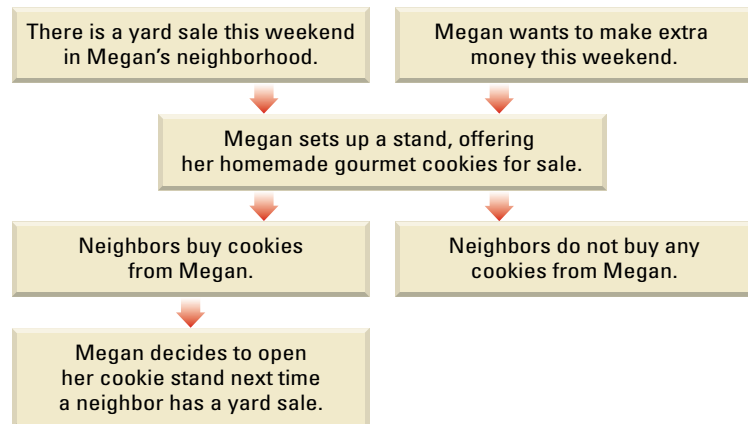 There is a yard sale this weekend
in Megan’s neighborhood.
Megan wants to make extra
money this weekend.
Megan sets up a stand, offering
her homemade gourmet cookies for sale.
Neighbors buy cookies
from Megan.
Neighbors do not buy any
cookies from Megan.
Megan decides to open
her cookie stand next time
a neighbor has a yard sale.